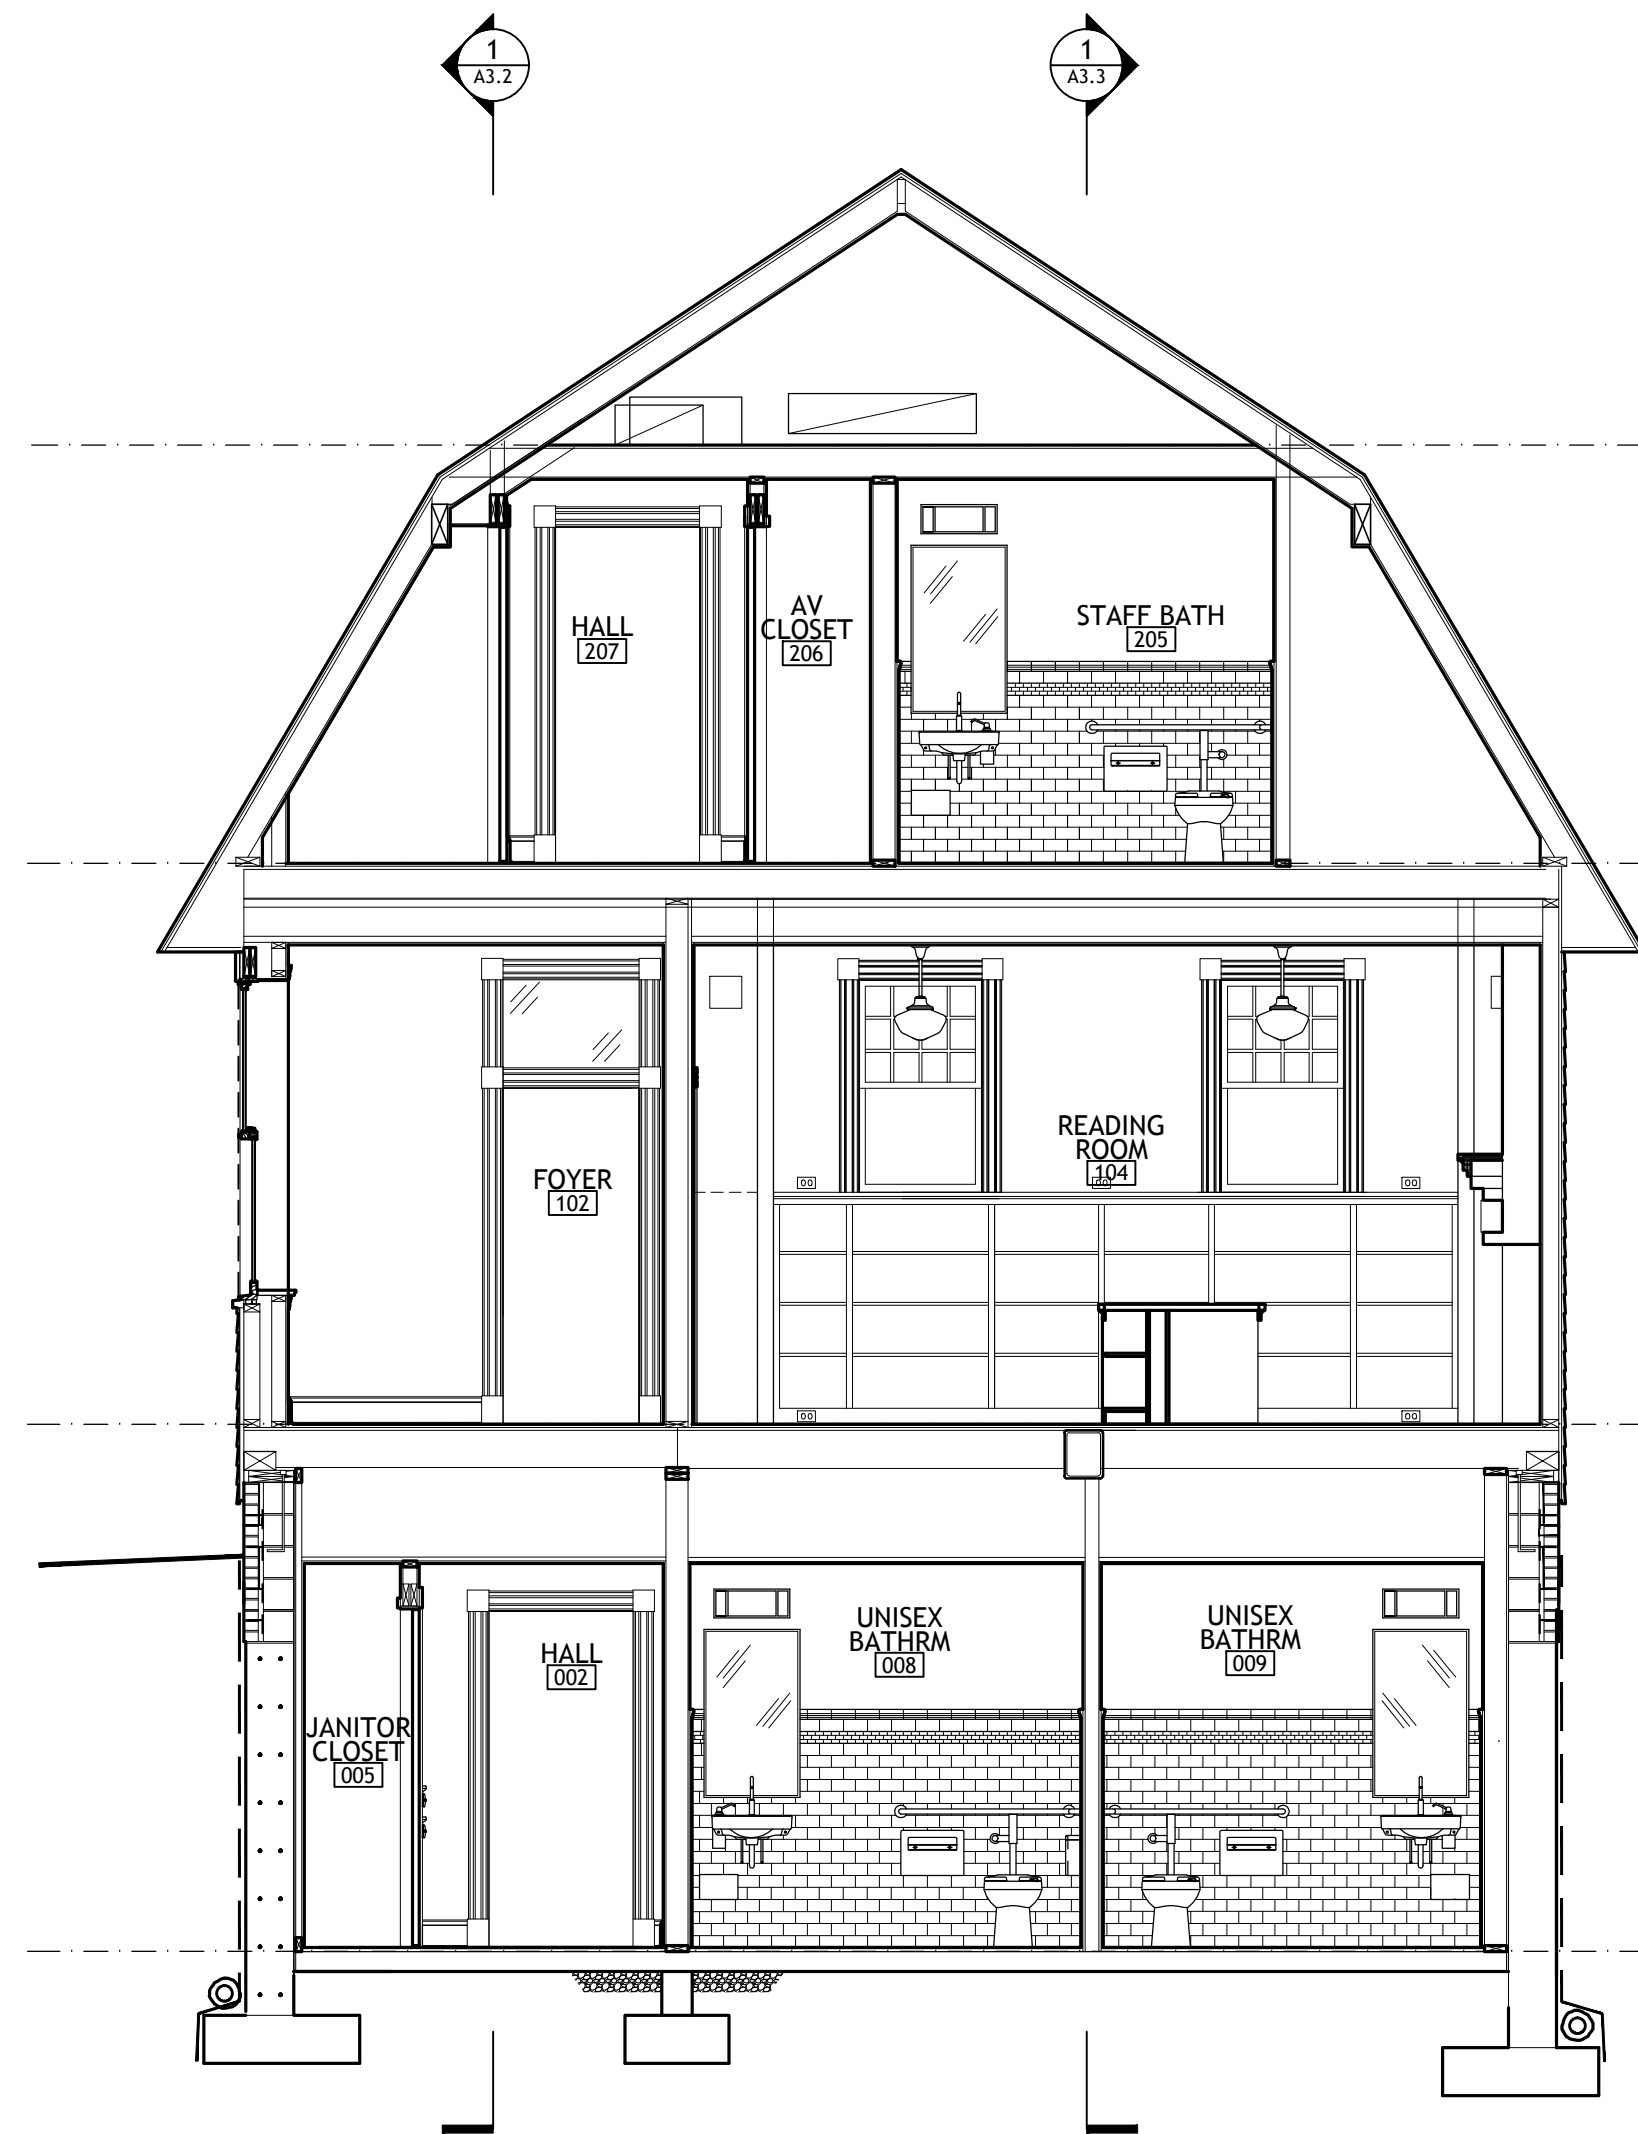 1
A3.2
1
A3.3
HALL
207
AV
CLOSET
206
STAFF BATH
205
FOYER
102
READING
ROOM
104
HALL
002
JANITOR
CLOSET
005
UNISEX
BATHRM
008
UNISEX
BATHRM
009